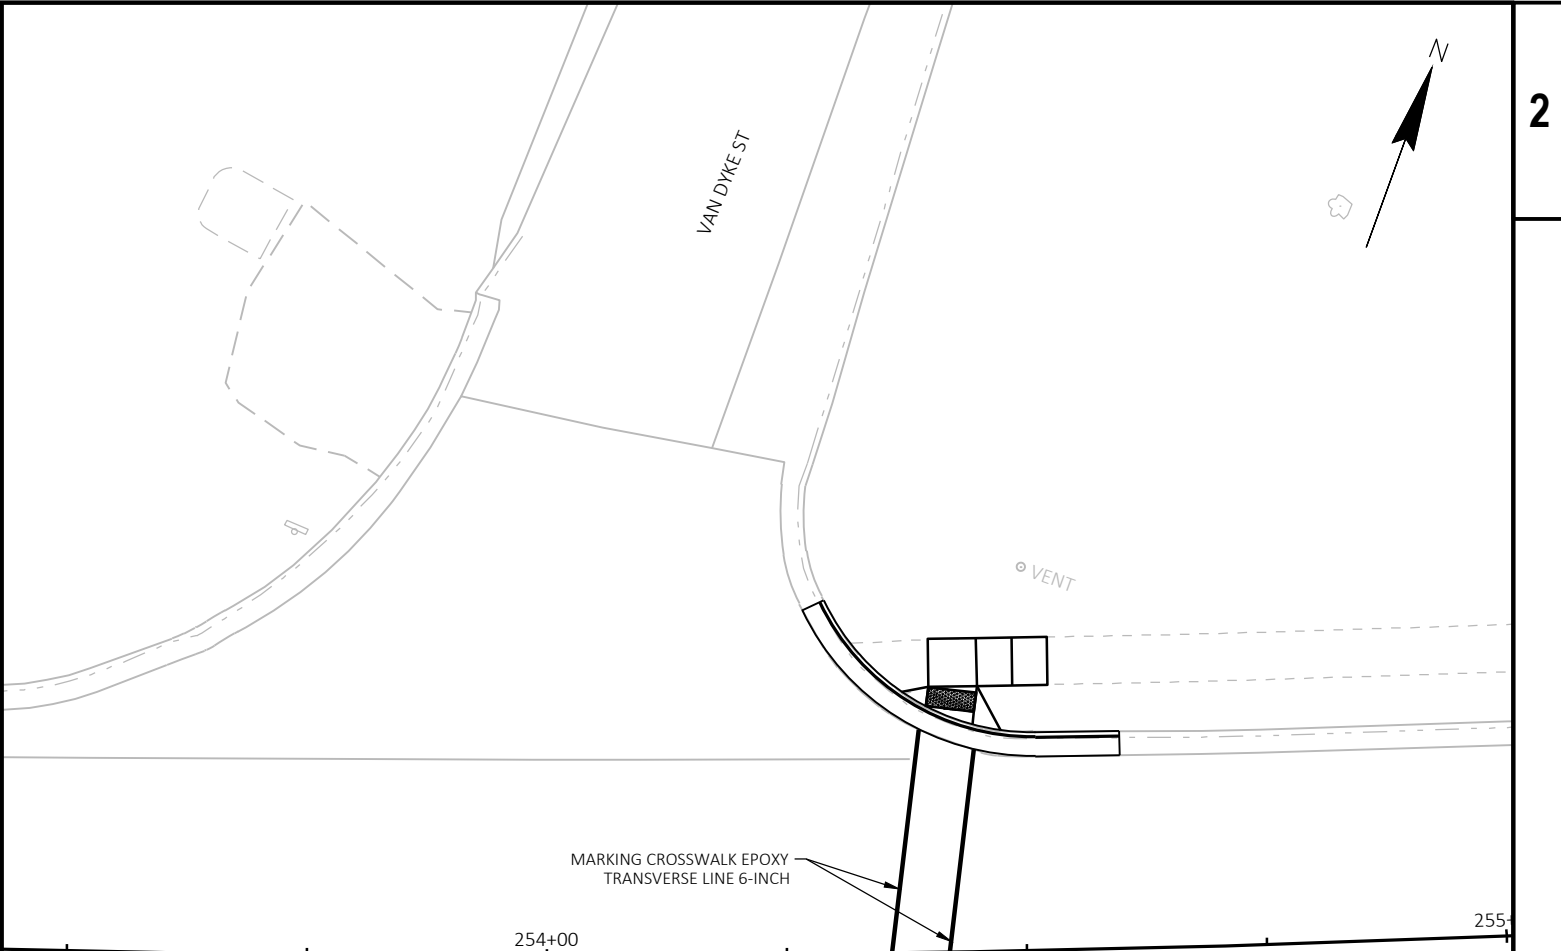 N
2
VAN DYKE ST
VENT
MARKING CROSSWALK EPOXY
TRANSVERSE LINE 6-INCH
254+00
255+